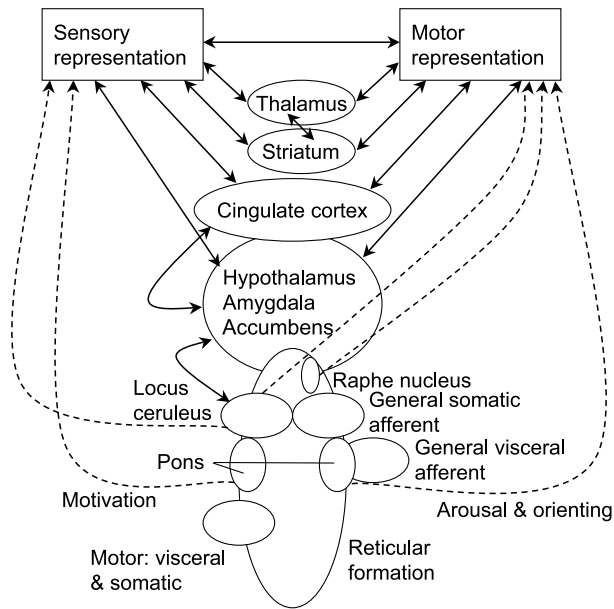 Sensory
representation
Motor
representation
Thalamus
Striatum
Cingulate cortex
Hypothalamus
Amygdala
Accumbens
Raphe nucleus
Locus
ceruleus
General somatic
afferent
Pons
General visceral
afferent
Motivation
Arousal & orienting
Motor: visceral
& somatic
Reticular
formation